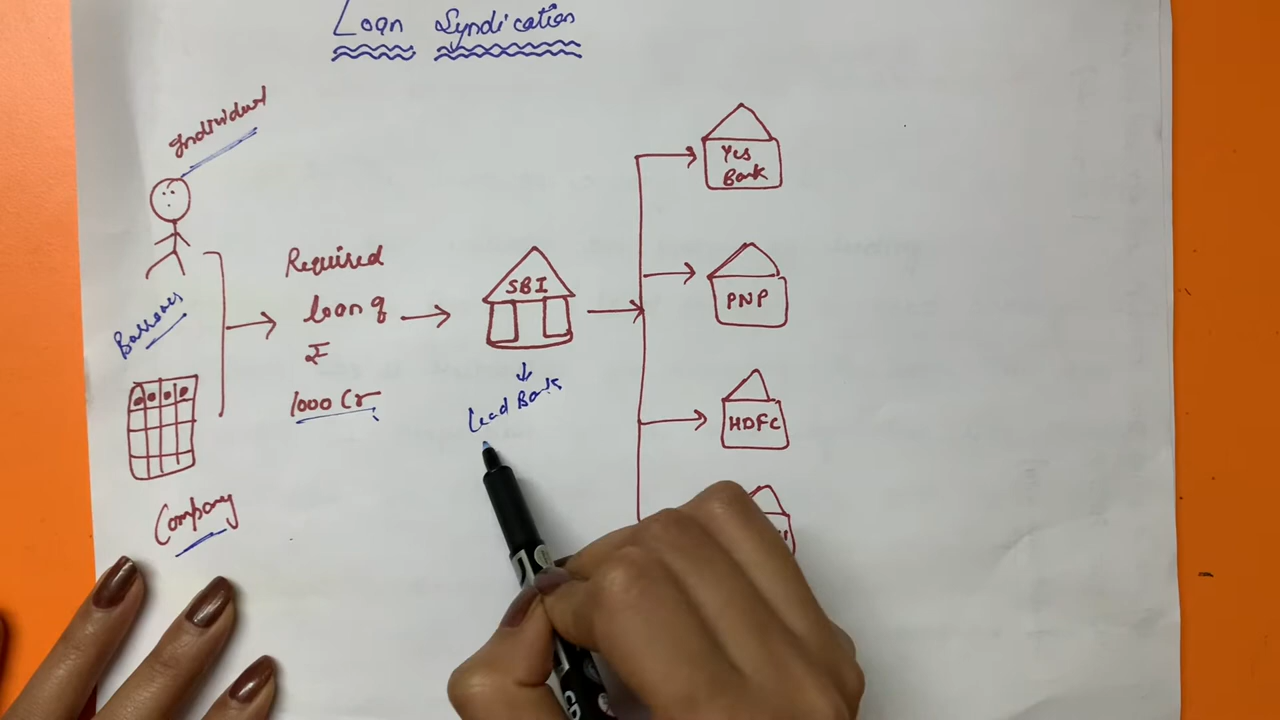 Loan Syndication
Individual
Borrower
Company
Required
loan of
₹
1000 Cr
SBI
Lead Bank
Yes
Bank
PNP
HDFC